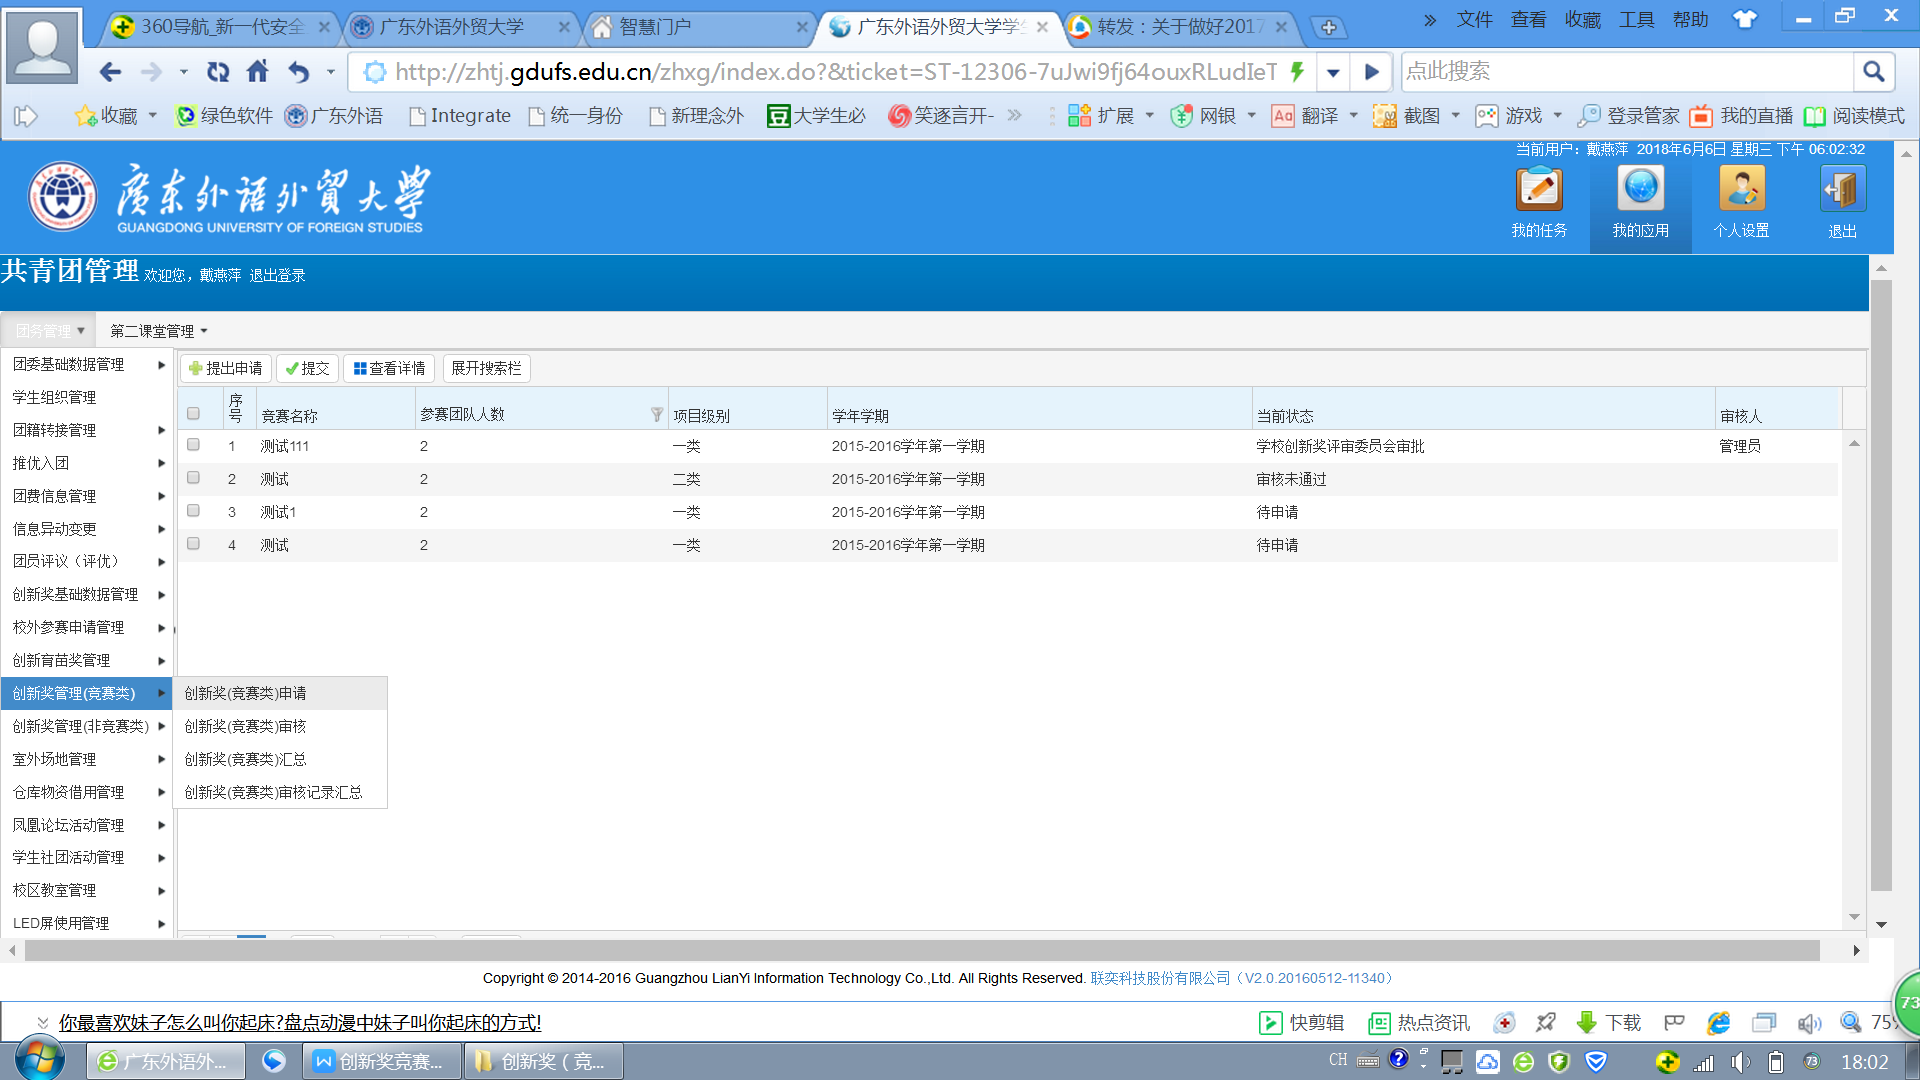 360导航_新一代安全
广东外语外贸大学
智慧门户
广东外语外贸大学学
转发：关于做好2017
文件 查看 收藏 工具 帮助
http://zhtj.gdufs.edu.cn/zhxg/index.do?&ticket=ST-12306-7uJwi9fj64ouxRLudIeT
点此搜索
收藏 绿色软件 广东外语 Integrate 统一身份 新理念外 大学生必 笑逐言开- 扩展 网银 翻译 截图 游戏 登录管家 我的直播 阅读模式
当前用户：戴燕萍 2018年6月6日 星期三 下午 06:02:32
廣东外语外贸大学
GUANGDONG UNIVERSITY OF FOREIGN STUDIES
我的任务 我的应用 个人设置 退出
共青团管理 欢迎您，戴燕萍 退出登录
团务管理 第二课堂管理
团委基础数据管理
学生组织管理
团籍转接管理
推优入团
团费信息管理
信息异动变更
团员评议（评优）
创新奖基础数据管理
校外参赛申请管理
创新育苗奖管理
创新奖管理(竞赛类)
创新奖管理(非竞赛类)
室外场地管理
仓库物资借用管理
凤凰论坛活动管理
学生社团活动管理
校区教室管理
LED屏使用管理
创新奖(竞赛类)申请
创新奖(竞赛类)审核
创新奖(竞赛类)汇总
创新奖(竞赛类)审核记录汇总
提出申请 提交 查看详情 展开搜索栏
序号 竞赛名称 参赛团队人数 项目级别 学年学期 当前状态 审核人
1 测试111 2 一类 2015-2016学年第一学期 学校创新奖评审委员会审批 管理员
2 测试 2 二类 2015-2016学年第一学期 审核未通过
3 测试1 2 一类 2015-2016学年第一学期 待申请
4 测试 2 一类 2015-2016学年第一学期 待申请
Copyright © 2014-2016 Guangzhou LianYi Information Technology Co.,Ltd. All Rights Reserved. 联奕科技股份有限公司（V2.0.20160512-11340）
你最喜欢妹子怎么叫你起床?盘点动漫中妹子叫你起床的方式!
快剪辑 热点资讯 下载 75
73
广东外语外... 创新奖竞赛... 创新奖（竞...
CH 73 18:02